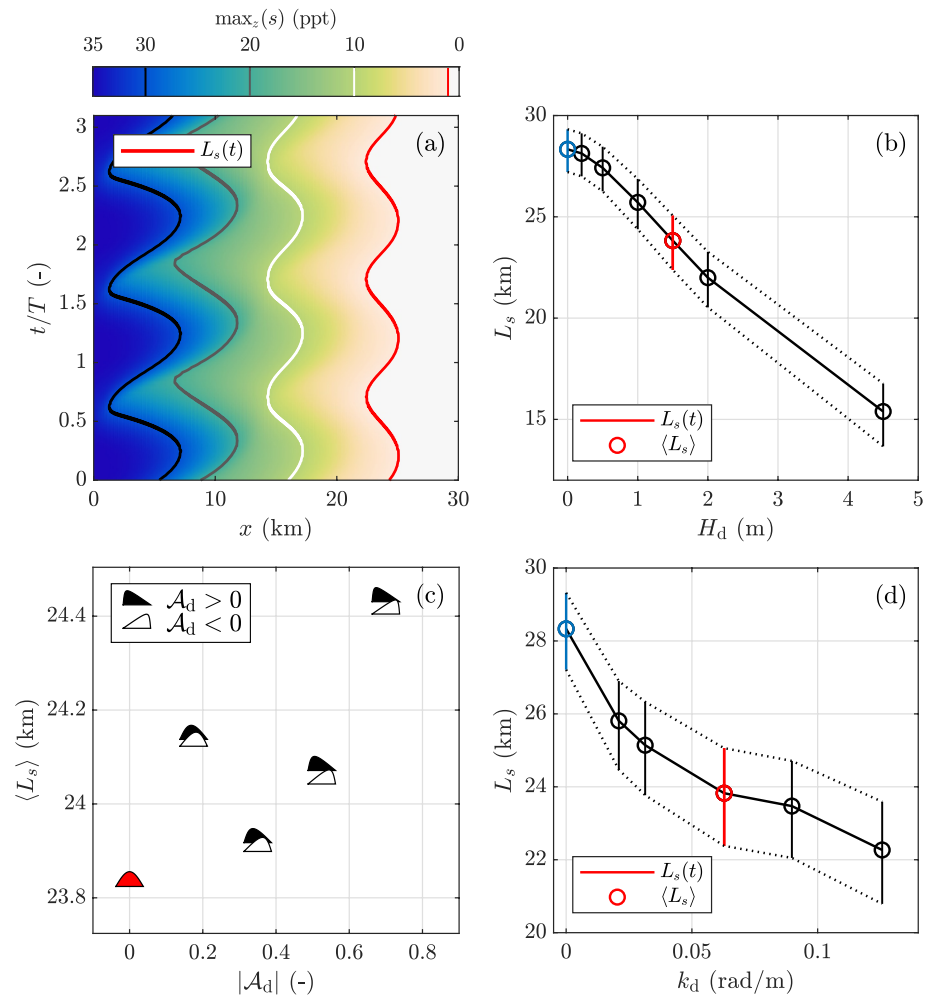 max_z(s) (ppt)
35 30 20 10 0
(a)
L_s(t)
3
2.5
2
1.5
1
0.5
0
t/T (-)
0 10 20 30
x (km)
(b)
30
25
20
15
L_s (km)
L_s(t)
⟨L_s⟩
0 1 2 3 4 5
H_d (m)
(c)
𝒜_d > 0
𝒜_d < 0
24.4
24.2
24
23.8
⟨L_s⟩ (km)
0 0.2 0.4 0.6 0.8
|𝒜_d| (-)
(d)
30
28
26
24
22
20
L_s (km)
L_s(t)
⟨L_s⟩
0 0.05 0.1
k_d (rad/m)